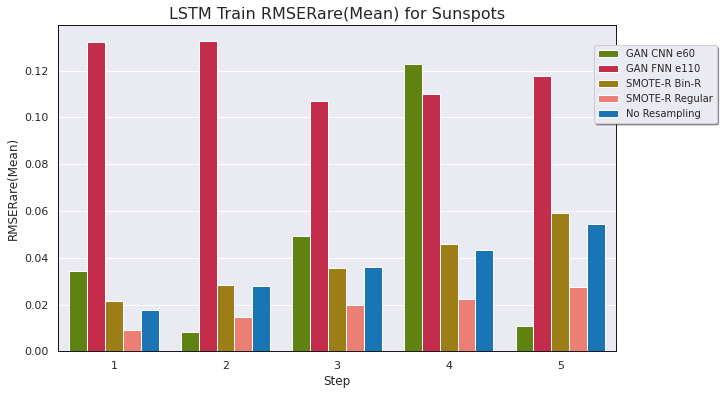 LSTM Train RMSERare(Mean) for Sunspots
GAN CNN e60
GAN FNN e110
SMOTE-R Bin-R
SMOTE-R Regular
No Resampling
RMSERare(Mean)
0.12
0.10
0.08
0.06
0.04
0.02
0.00
1 2 3 4 5
Step